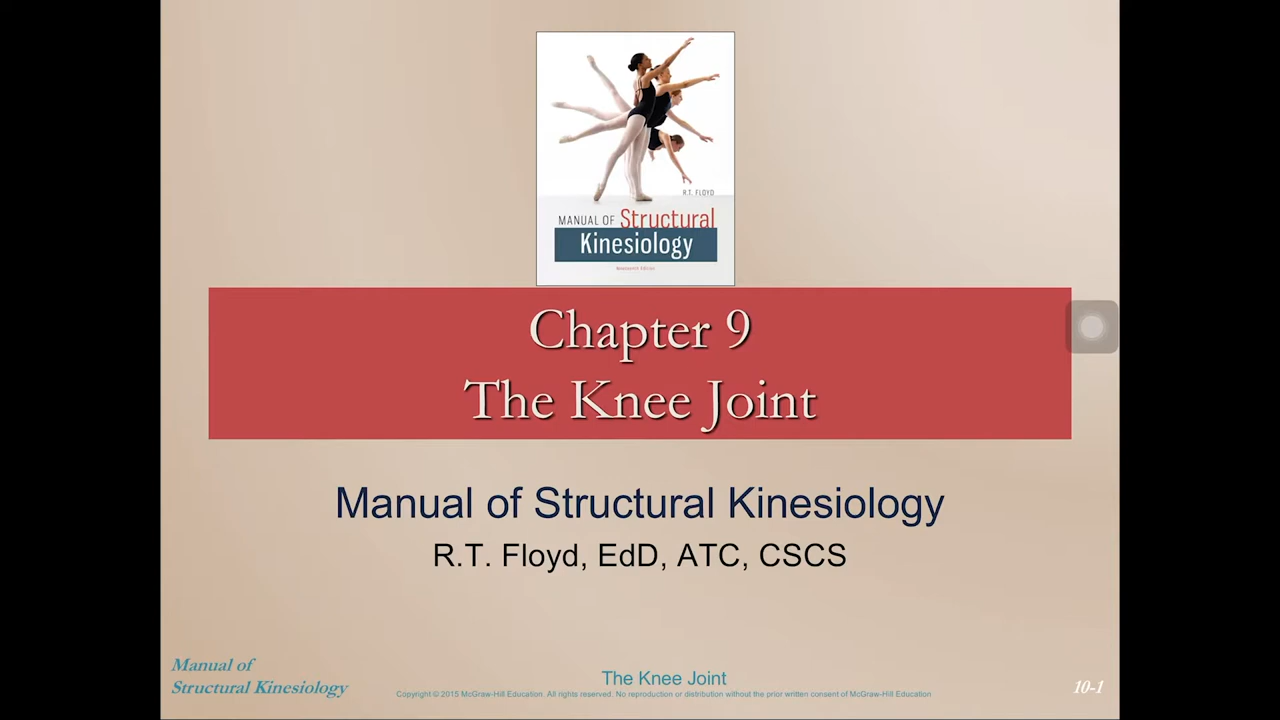 R.T. FLOYD
MANUAL OF Structural
Kinesiology
Nineteenth Edition
Chapter 9
The Knee Joint
Manual of Structural Kinesiology
R.T. Floyd, EdD, ATC, CSCS
Manual of
Structural Kinesiology
The Knee Joint
Copyright © 2015 McGraw-Hill Education. All rights reserved. No reproduction or distribution without the prior written consent of McGraw-Hill Education
10-1